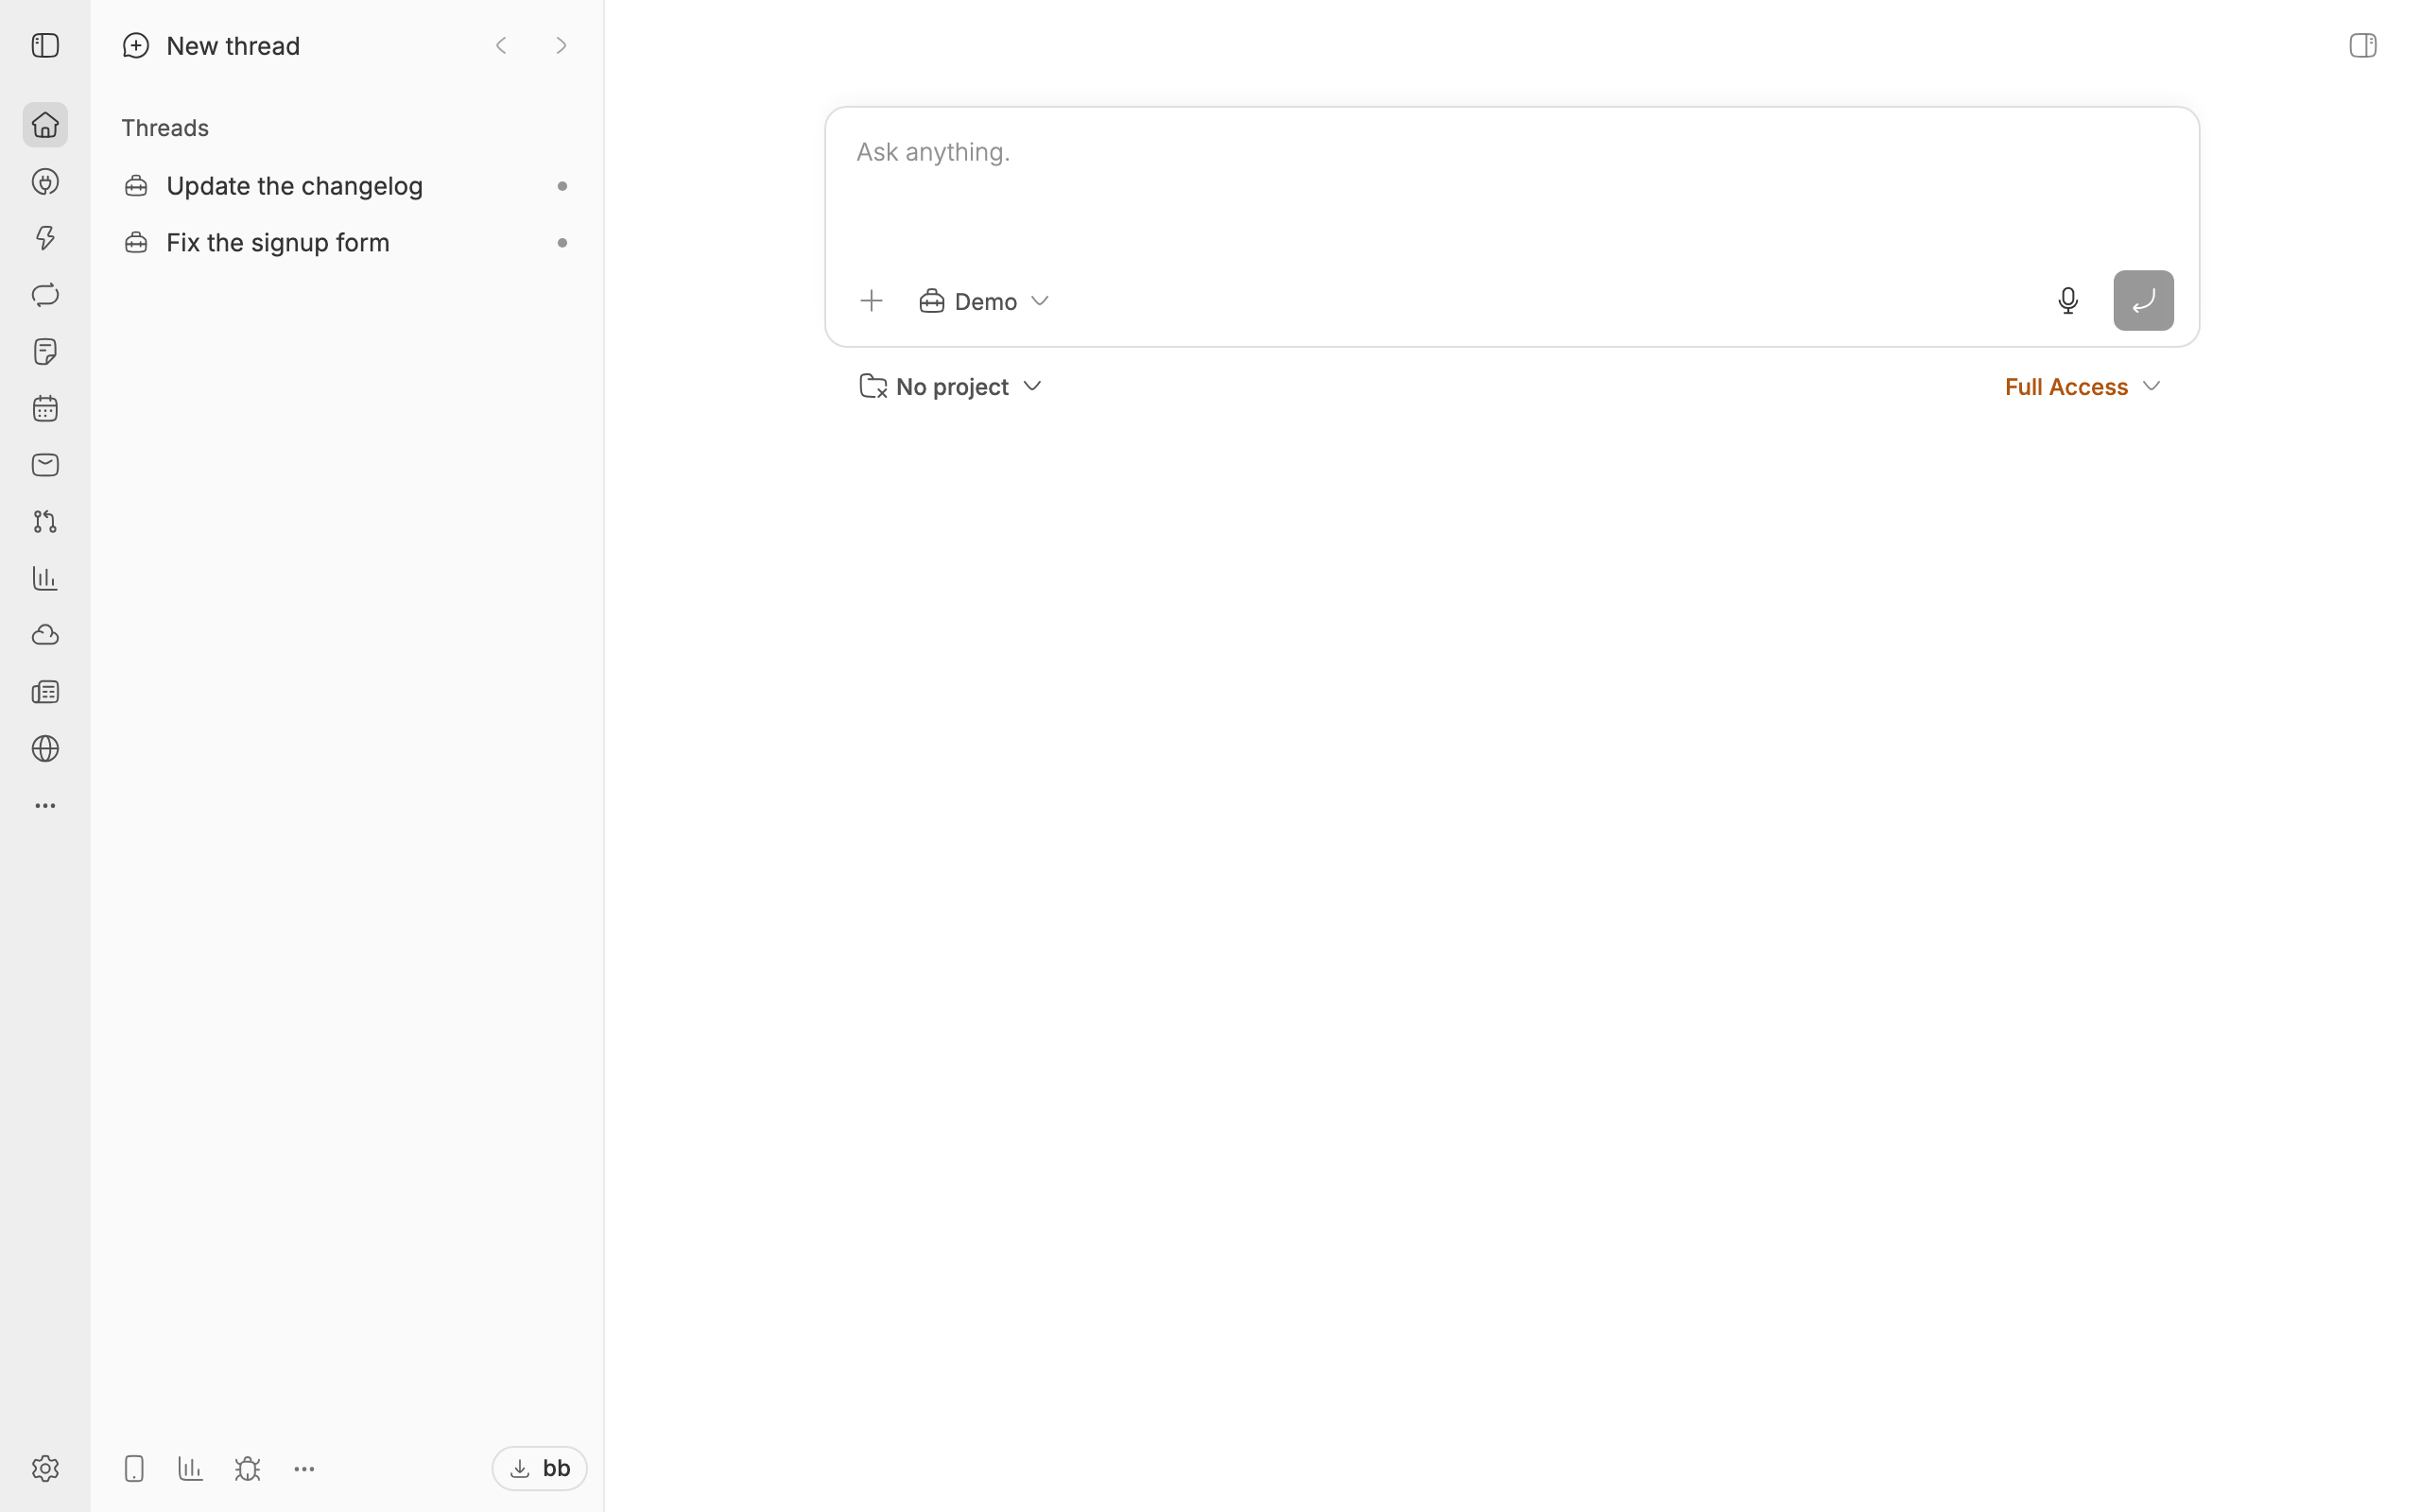 New thread
Threads
Update the changelog
Fix the signup form
Ask anything.
Demo
No project
Full Access
bb